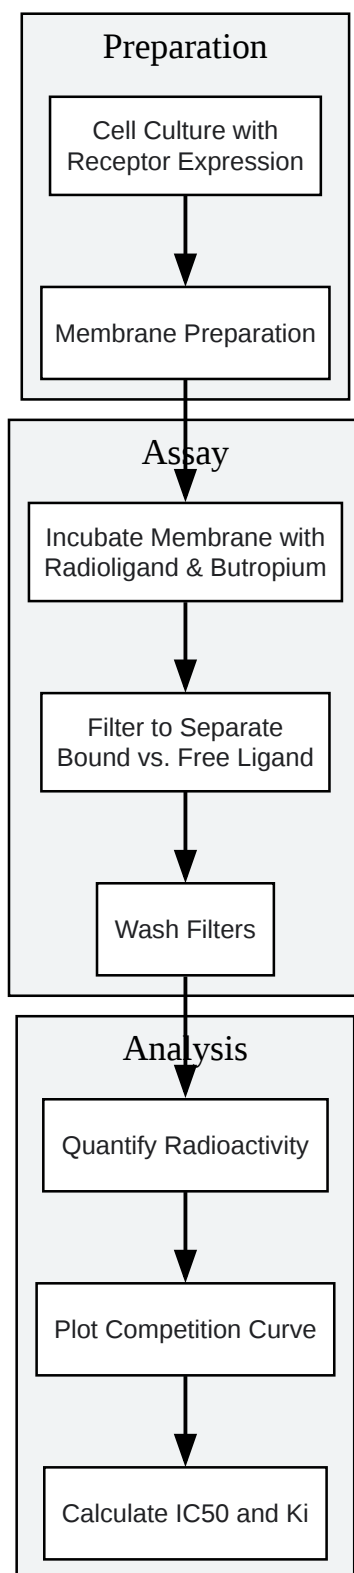 Preparation
Cell Culture with
Receptor Expression
Membrane Preparation
Assay
Incubate Membrane with
Radioligand & Butropium
Filter to Separate
Bound vs. Free Ligand
Wash Filters
Analysis
Quantify Radioactivity
Plot Competition Curve
Calculate IC50 and Ki